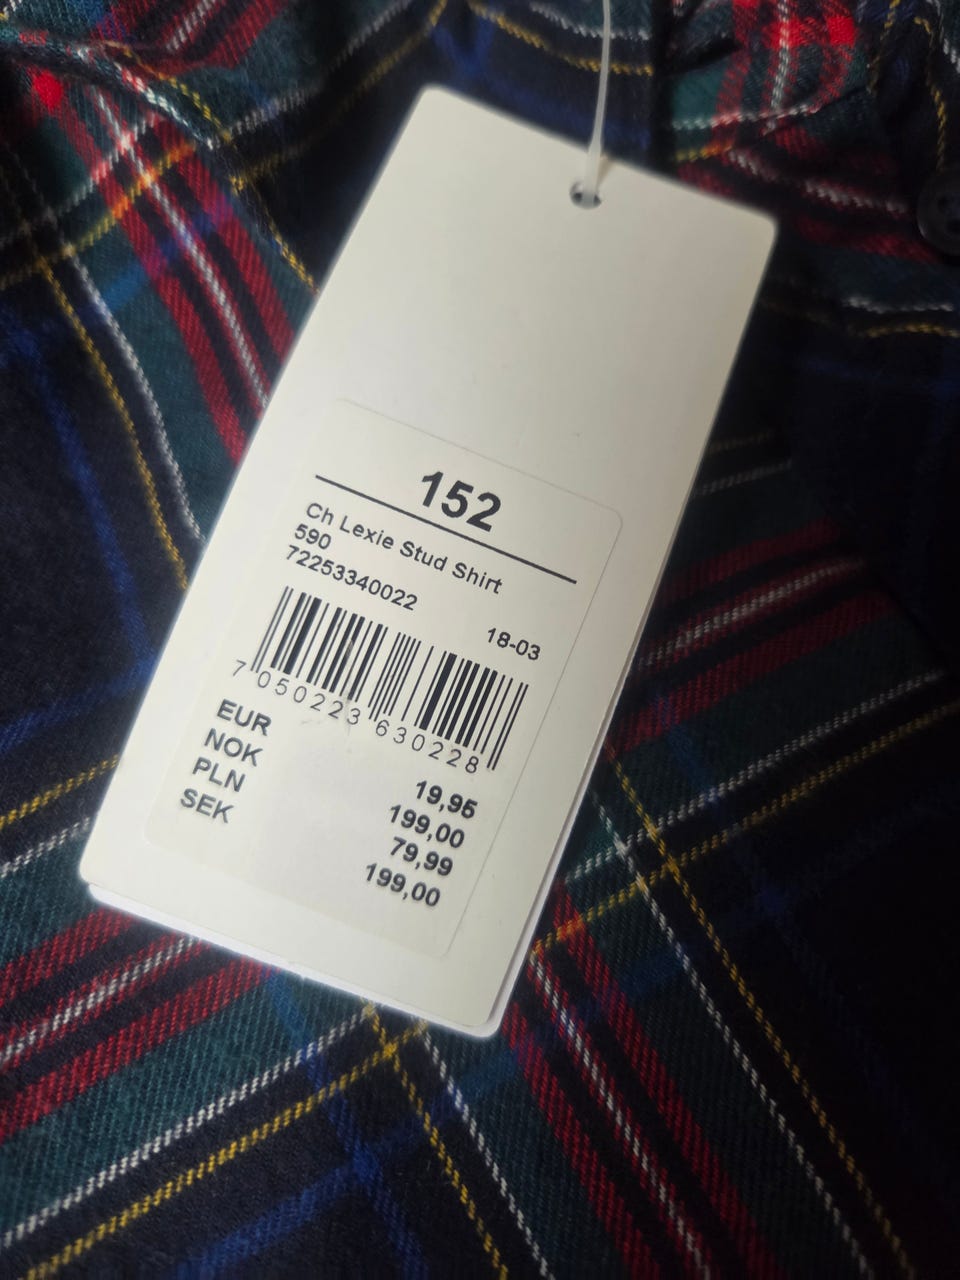 152
Ch Lexie Stud Shirt
590
72253340022
18-03
7 050223 630228
EUR 19,95
NOK 199,00
PLN 79,99
SEK 199,00